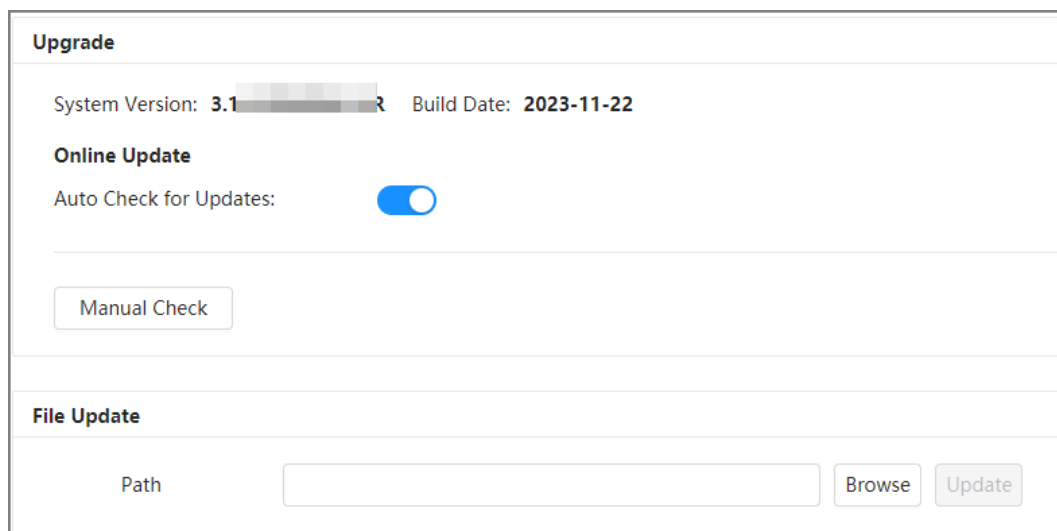 Upgrade
System Version: 3.1 R Build Date: 2023-11-22
Online Update
Auto Check for Updates:
Manual Check
File Update
Path Browse Update